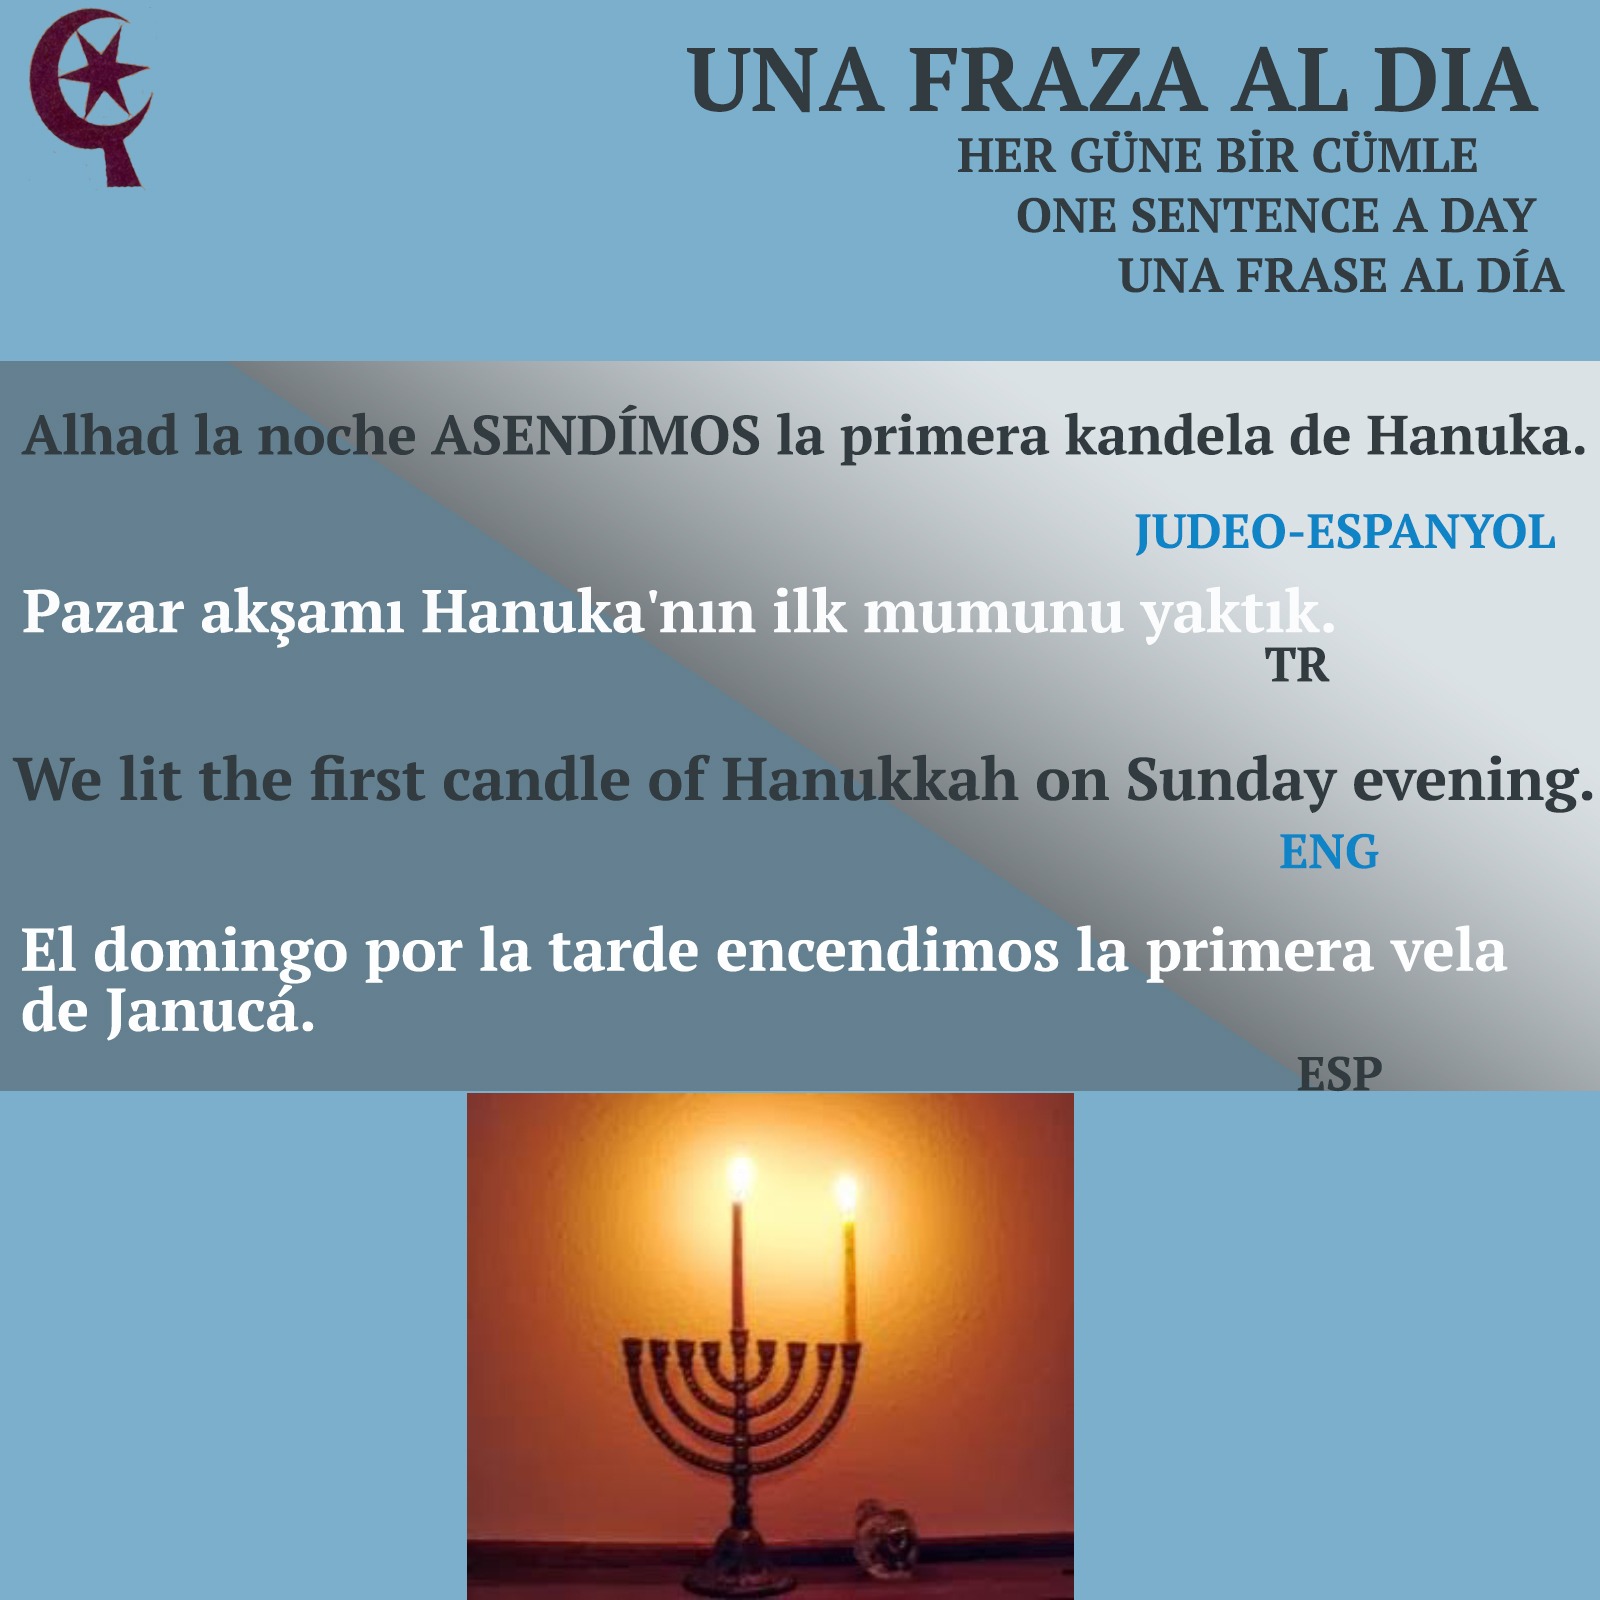 UNA FRAZA AL DIA
HER GÜNE BİR CÜMLE
ONE SENTENCE A DAY
UNA FRASE AL DÍA
Alhad la noche ASENDÍMOS la primera kandela de Hanuka.
JUDEO-ESPANYOL
Pazar akşamı Hanuka'nın ilk mumunu yaktık.
TR
We lit the first candle of Hanukkah on Sunday evening.
ENG
El domingo por la tarde encendimos la primera vela
de Janucá.
ESP